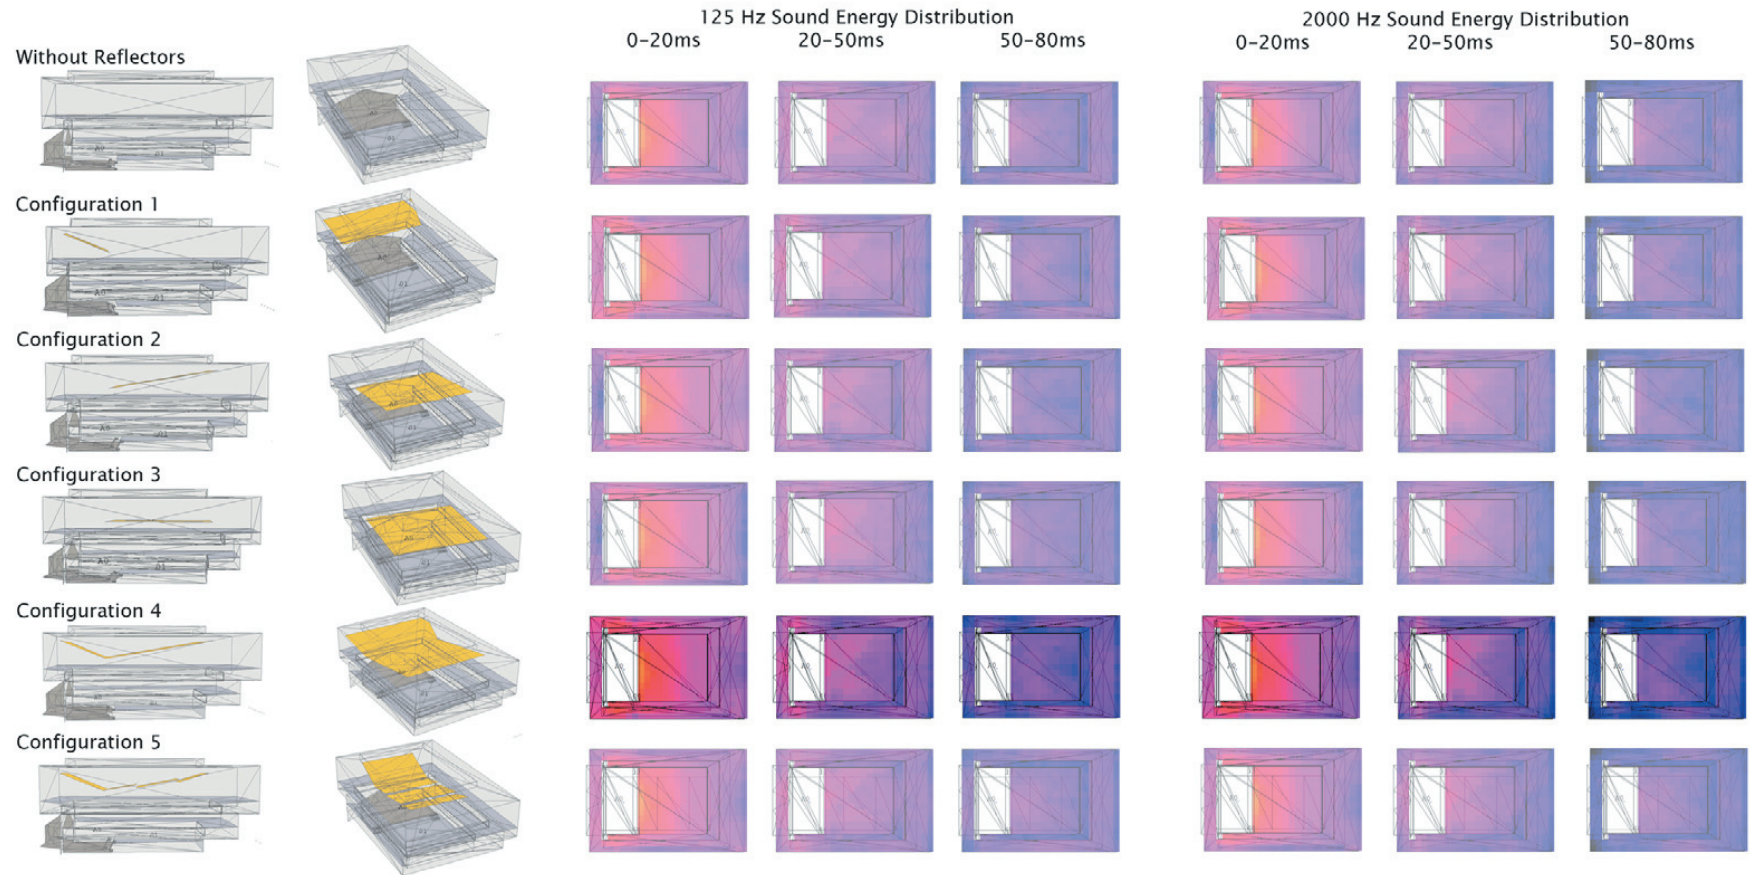 125 Hz Sound Energy Distribution
2000 Hz Sound Energy Distribution
0-20ms
20-50ms
50-80ms
0-20ms
20-50ms
50-80ms
Without Reflectors
Configuration 1
Configuration 2
Configuration 3
Configuration 4
Configuration 5